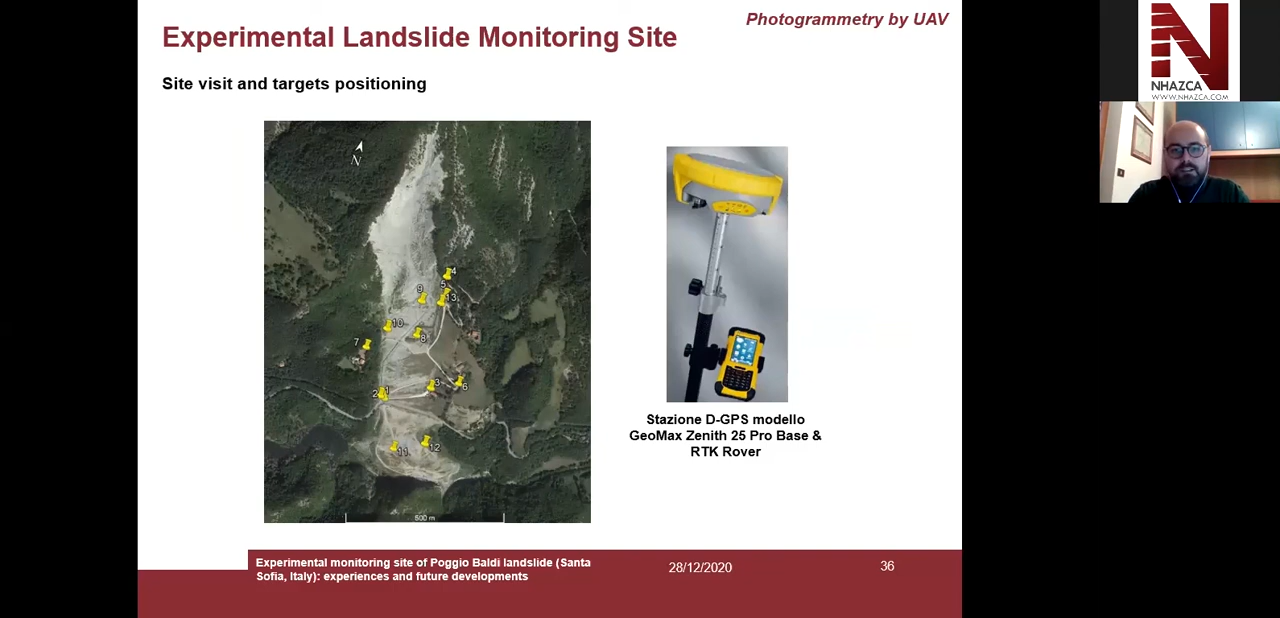 Photogrammetry by UAV
Experimental Landslide Monitoring Site
Site visit and targets positioning
N
4
5
9
13
10
8
7
3
6
2
1
12
11
500 m
Stazione D-GPS modello
GeoMax Zenith 25 Pro Base &
RTK Rover
Experimental monitoring site of Poggio Baldi landslide (Santa
Sofia, Italy): experiences and future developments
28/12/2020
36
NHAZCA
WWW.NHAZCA.COM